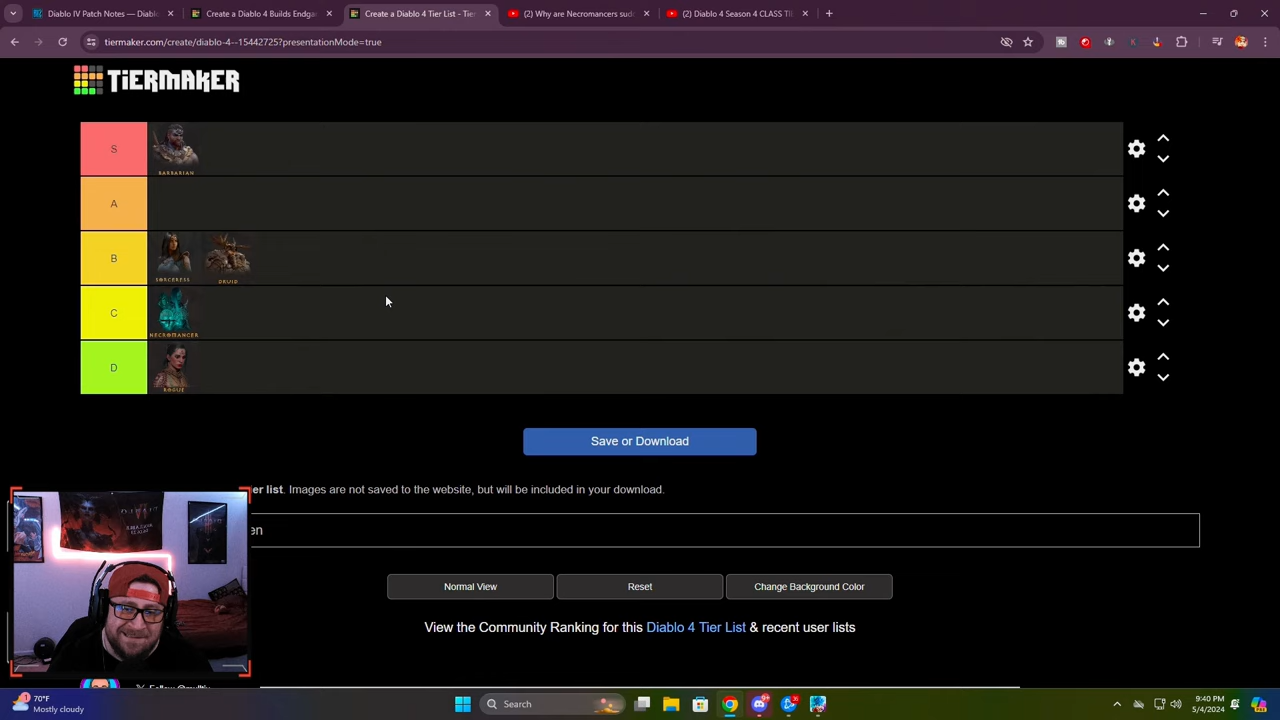 Diablo IV Patch Notes — Diablo
Create a Diablo 4 Builds Endga
Create a Diablo 4 Tier List - Tie
(2) Why are Necromancers sud
(2) Diablo 4 Season 4 CLASS TI
tiermaker.com/create/diablo-4--15442725?presentationMode=true
TIERMAKER
S
BARBARIAN
A
B
SORCERESS
DRUID
C
NECROMANCER
D
ROGUE
Save or Download
er list. Images are not saved to the website, but will be included in your download.
en
Normal View
Reset
Change Background Color
View the Community Ranking for this Diablo 4 Tier List & recent user lists
70°F
Mostly cloudy
Search
9:40 PM
5/4/2024